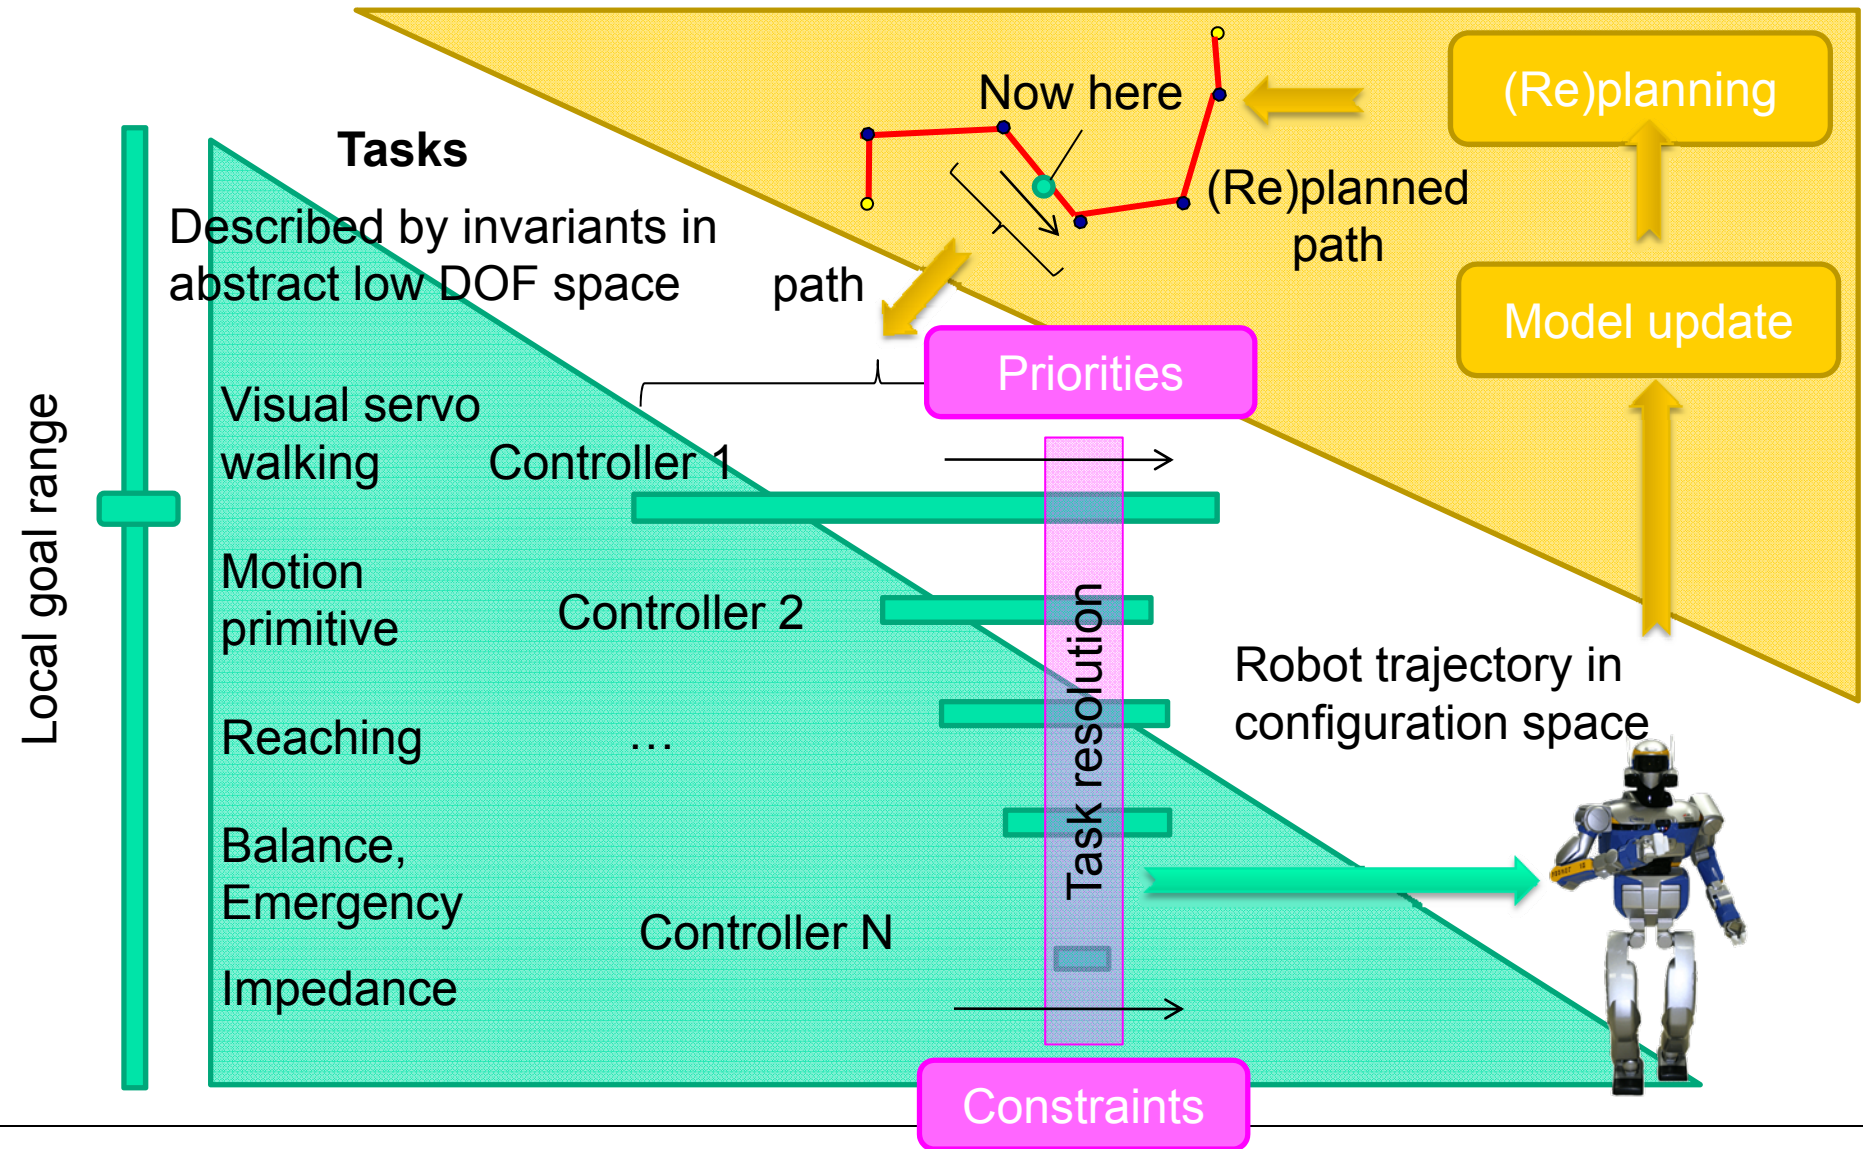 Now here
(Re)planning
Tasks
(Re)planned
path
Described by invariants in
abstract low DOF space
path
Model update
Priorities
Local goal range
Visual servo
walking
Controller 1
Motion
primitive
Controller 2
Task resolution
Robot trajectory in
configuration space
Reaching
…
Balance,
Emergency
Controller N
Impedance
Constraints